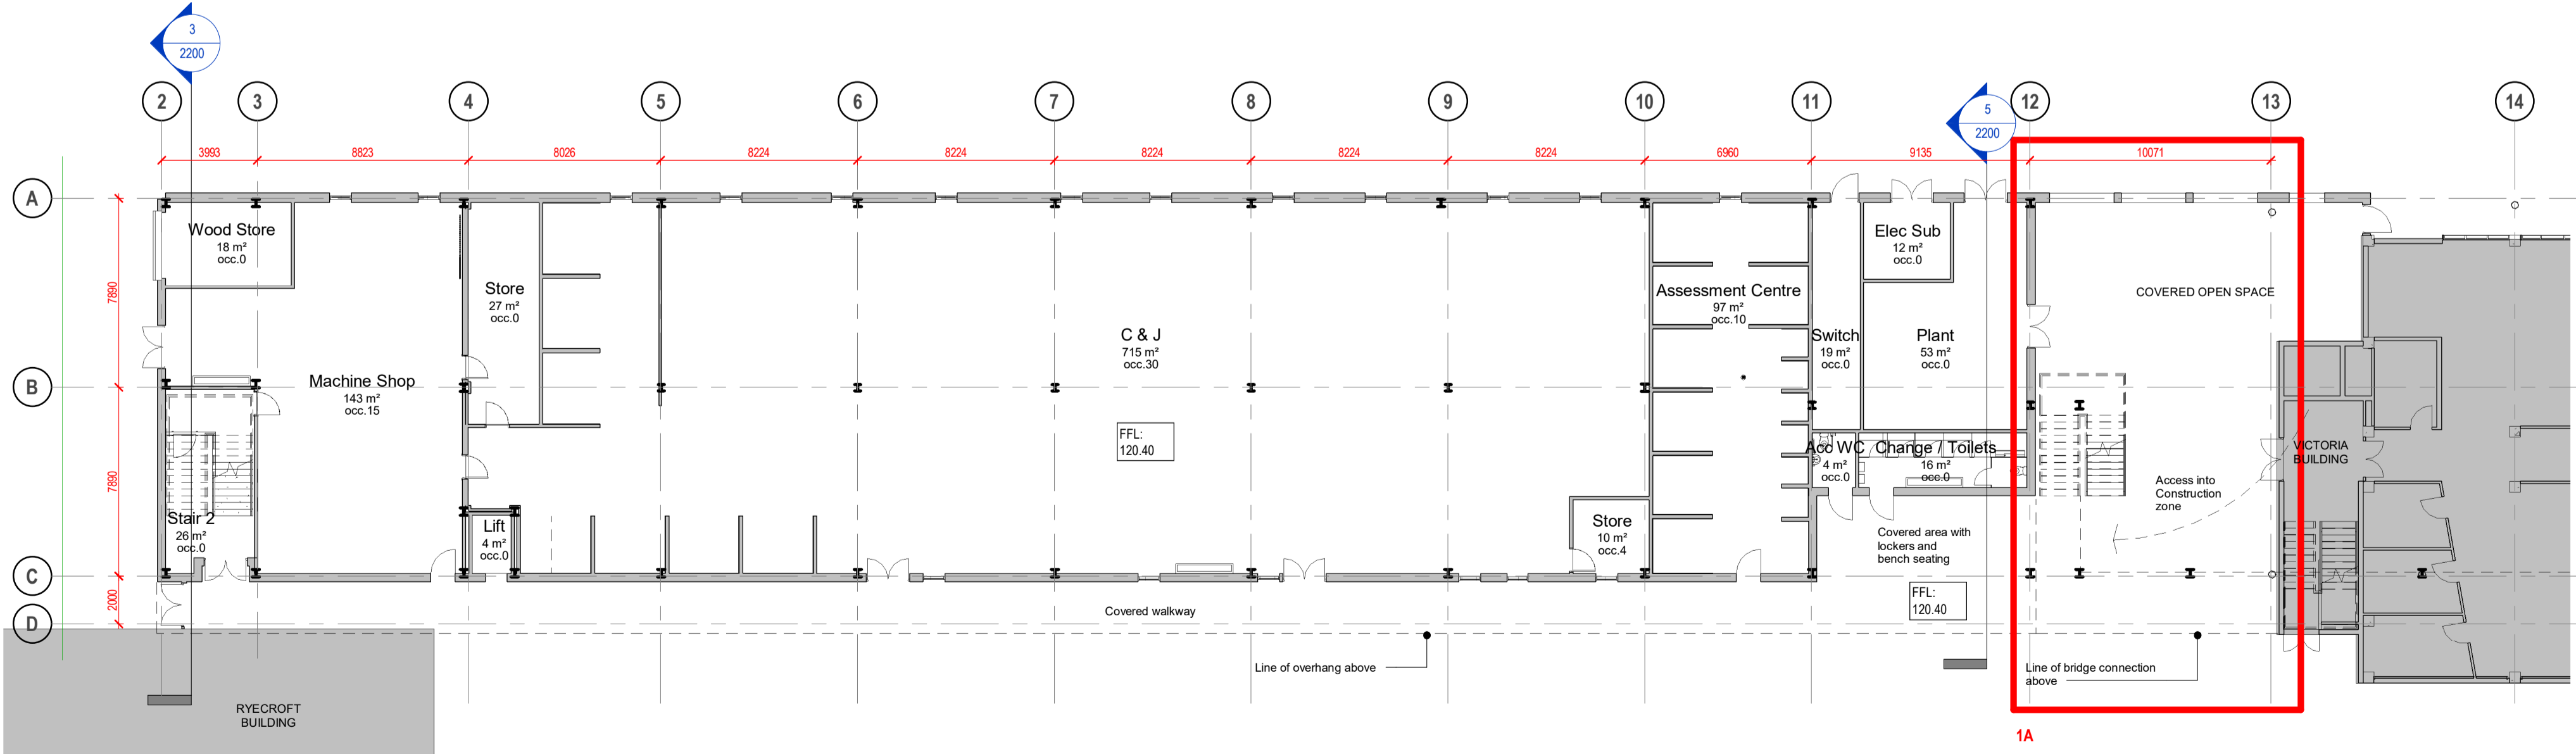 3
2200
2
3
4
5
6
7
8
9
10
11
5
2200
12
13
14
3993
8823
8026
8224
8224
8224
8224
8224
6960
9135
10071
A
B
C
D
7890
7890
2000
Wood Store
18 m²
occ.0
Machine Shop
143 m²
occ.15
Stair 2
26 m²
occ.0
Store
27 m²
occ.0
Lift
4 m²
occ.0
C & J
715 m²
occ.30
FFL:
120.40
Store
10 m²
occ.4
Assessment Centre
97 m²
occ.10
Switch
19 m²
occ.0
Elec Sub
12 m²
occ.0
Plant
53 m²
occ.0
Acc WC
4 m²
occ.0
Change / Toilets
16 m²
occ.0
Covered area with
lockers and
bench seating
FFL:
120.40
COVERED OPEN SPACE
Access into
Construction
zone
VICTORIA
BUILDING
Covered walkway
Line of overhang above
Line of bridge connection
above
RYECROFT
BUILDING
1A